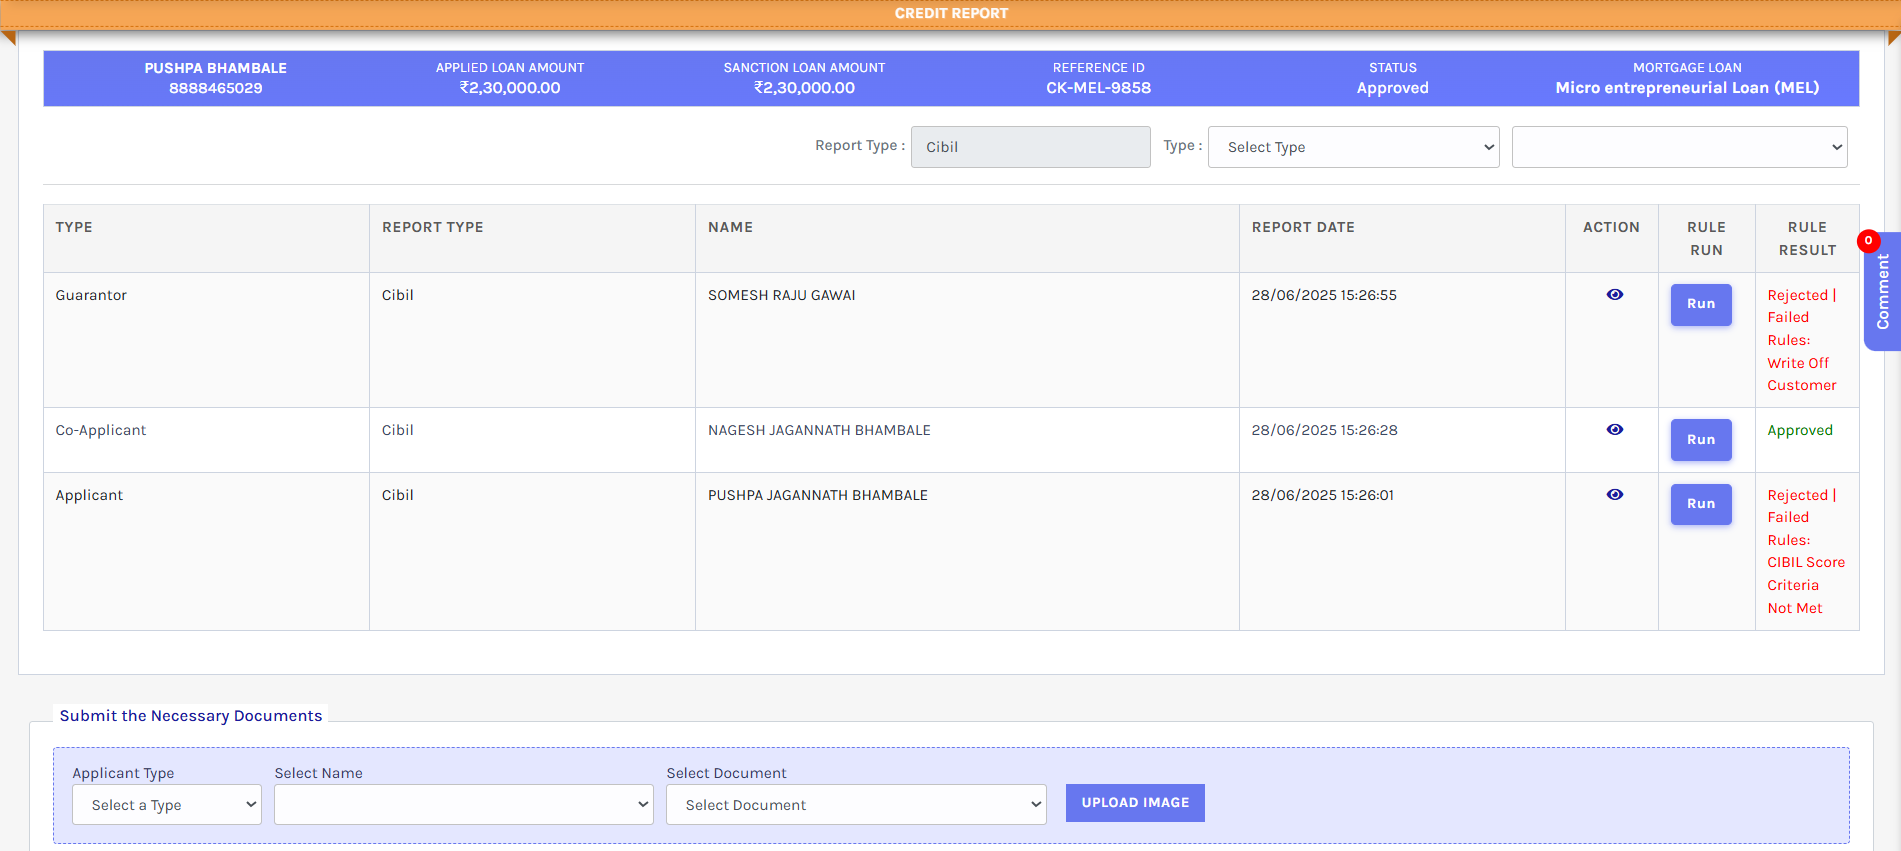 CREDIT REPORT
PUSHPA BHAMBALE
8888465029
APPLIED LOAN AMOUNT
₹2,30,000.00
SANCTION LOAN AMOUNT
₹2,30,000.00
REFERENCE ID
CK-MEL-9858
STATUS
Approved
MORTGAGE LOAN
Micro entrepreneurial Loan (MEL)
Report Type : Cibil Type : Select Type
TYPE REPORT TYPE NAME REPORT DATE ACTION RULE RUN RULE RESULT
0
Comment
Guarantor Cibil SOMESH RAJU GAWAI 28/06/2025 15:26:55 Run Rejected |
Failed
Rules:
Write Off
Customer
Co-Applicant Cibil NAGESH JAGANNATH BHAMBALE 28/06/2025 15:26:28 Run Approved
Applicant Cibil PUSHPA JAGANNATH BHAMBALE 28/06/2025 15:26:01 Run Rejected |
Failed
Rules:
CIBIL Score
Criteria
Not Met
Submit the Necessary Documents
Applicant Type Select Name Select Document
Select a Type Select Document UPLOAD IMAGE